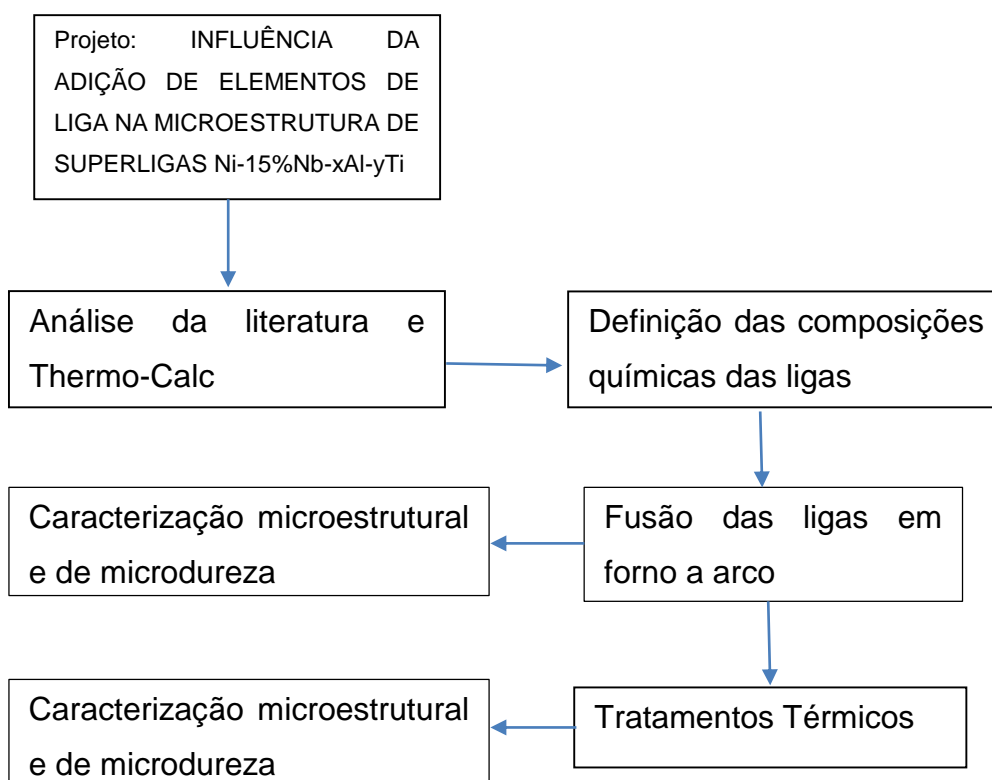 Projeto: INFLUÊNCIA DA
ADIÇÃO DE ELEMENTOS DE
LIGA NA MICROESTRUTURA DE
SUPERLIGAS Ni-15%Nb-xAl-yTi
Análise da literatura e
Thermo-Calc
Definição das composições
químicas das ligas
Fusão das ligas em
forno a arco
Caracterização microestrutural
e de microdureza
Tratamentos Térmicos
Caracterização microestrutural
e de microdureza